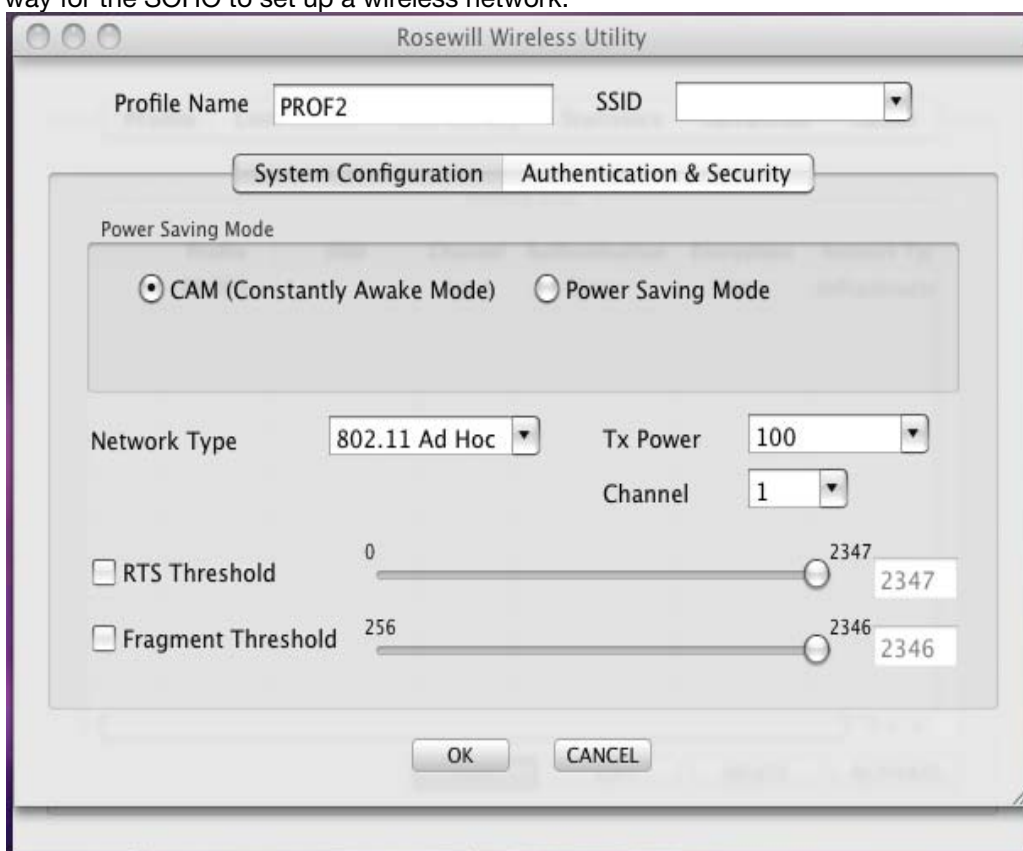 way for the SOHO to set up a wireless network.
Rosewill Wireless Utility
Profile Name PROF2 SSID
System Configuration Authentication & Security
Power Saving Mode
CAM (Constantly Awake Mode) Power Saving Mode
Network Type 802.11 Ad Hoc Tx Power 100
Channel 1
RTS Threshold 0 2347 2347
Fragment Threshold 256 2346 2346
OK CANCEL